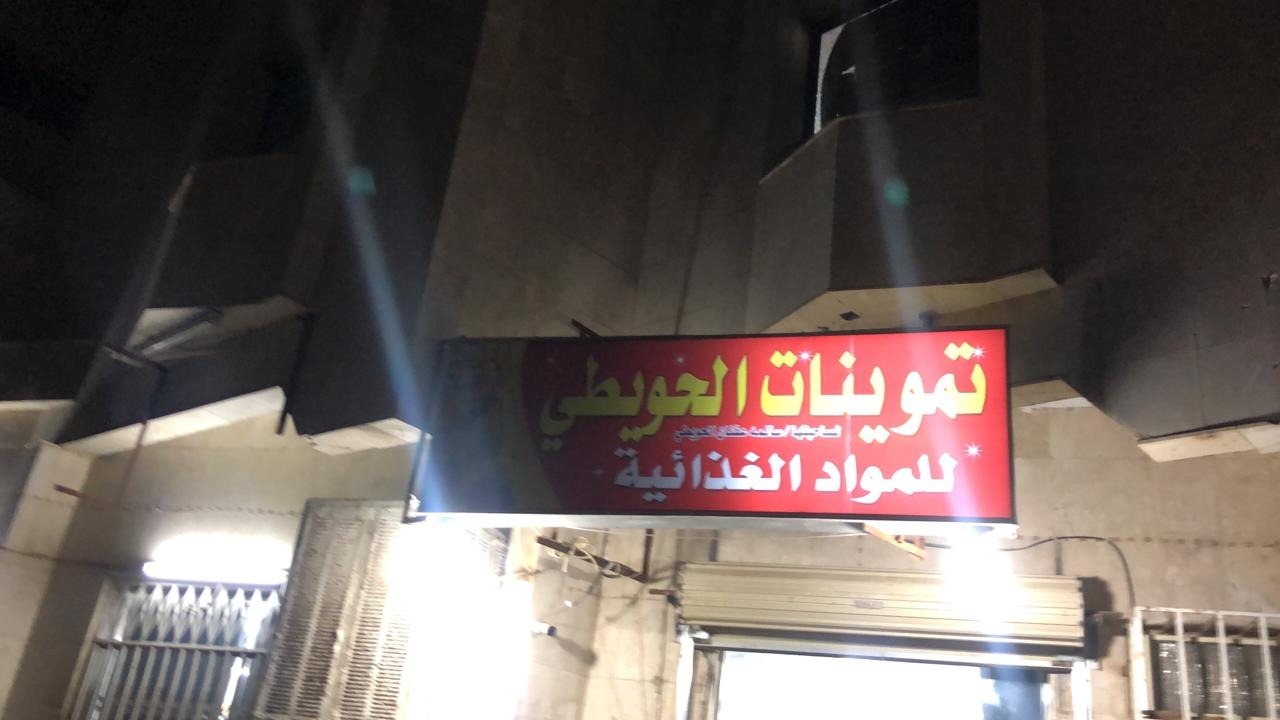 تموينات الحويطي
للمواد الغذائية